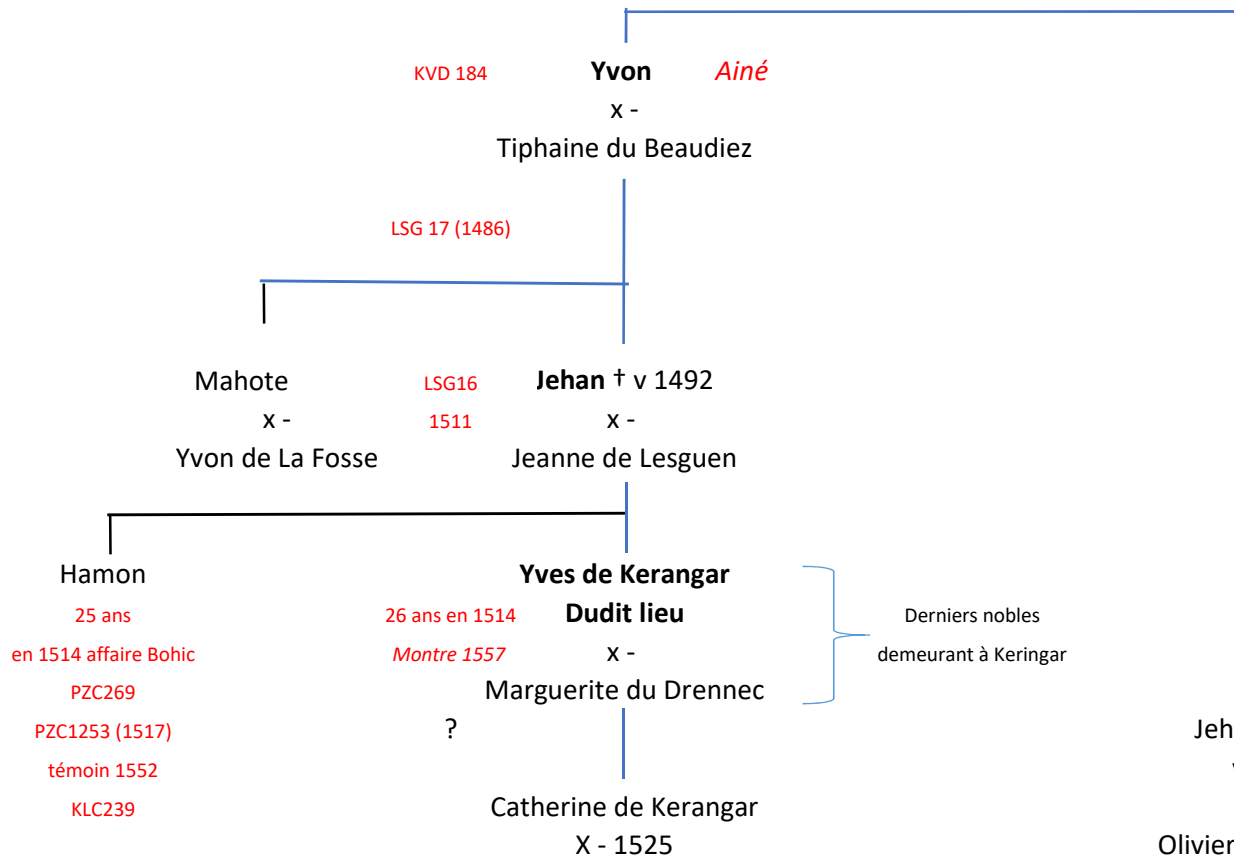 KVD 184 Yvon Ainé
x -
Tiphaine du Beaudiez
LSG 17 (1486)
Mahote LSG16 Jehan † v 1492
x - 1511 x -
Yvon de La Fosse Jeanne de Lesguen
Hamon Yves de Kerangar
25 ans 26 ans en 1514 Dudit lieu Derniers nobles
en 1514 affaire Bohic Montre 1557 x - demeurant à Keringar
PZC269 Marguerite du Drennec
PZC1253 (1517) ? Jeh
témoin 1552
KLC239 Catherine de Kerangar
X - 1525 Olivier